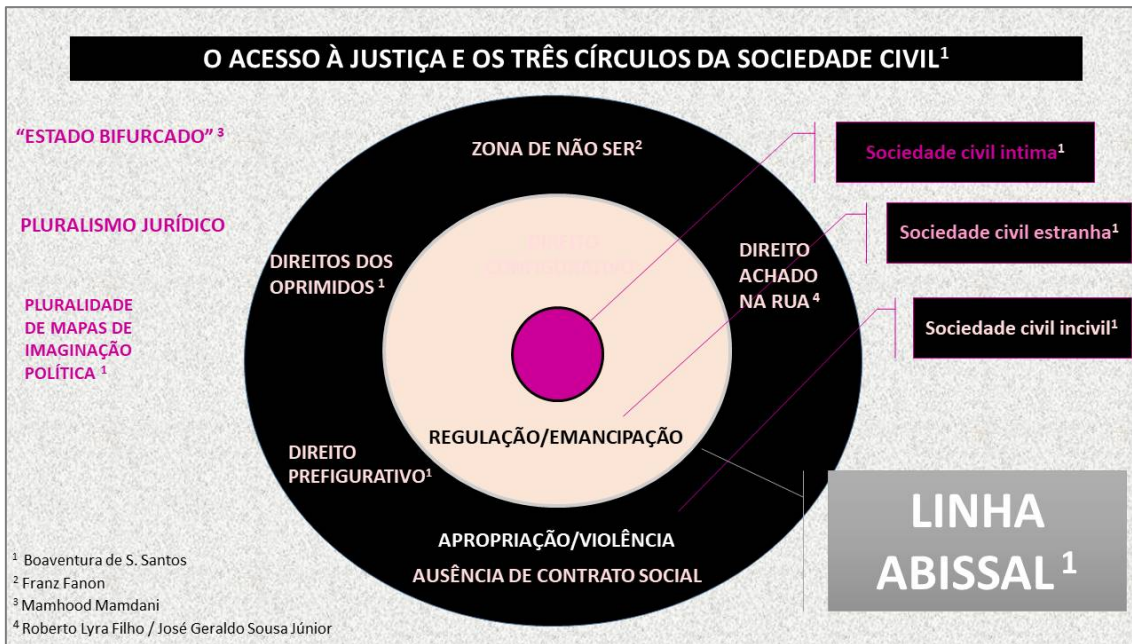 O ACESSO À JUSTIÇA E OS TRÊS CÍRCULOS DA SOCIEDADE CIVIL¹
“ESTADO BIFURCADO” ³
PLURALISMO JURÍDICO
PLURALIDADE
DE MAPAS DE
IMAGINAÇÃO
POLÍTICA ¹
ZONA DE NÃO SER²
DIREITOS DOS
OPRIMIDOS ¹
DIREITO
ACHADO
NA RUA ⁴
REGULAÇÃO/EMANCIPAÇÃO
DIREITO
PREFIGURATIVO¹
APROPRIAÇÃO/VIOLÊNCIA
AUSÊNCIA DE CONTRATO SOCIAL
Sociedade civil intima¹
Sociedade civil estranha¹
Sociedade civil incivil¹
LINHA
ABISSAL ¹
¹ Boaventura de S. Santos
² Franz Fanon
³ Mamhood Mamdani
⁴ Roberto Lyra Filho / José Geraldo Sousa Júnior